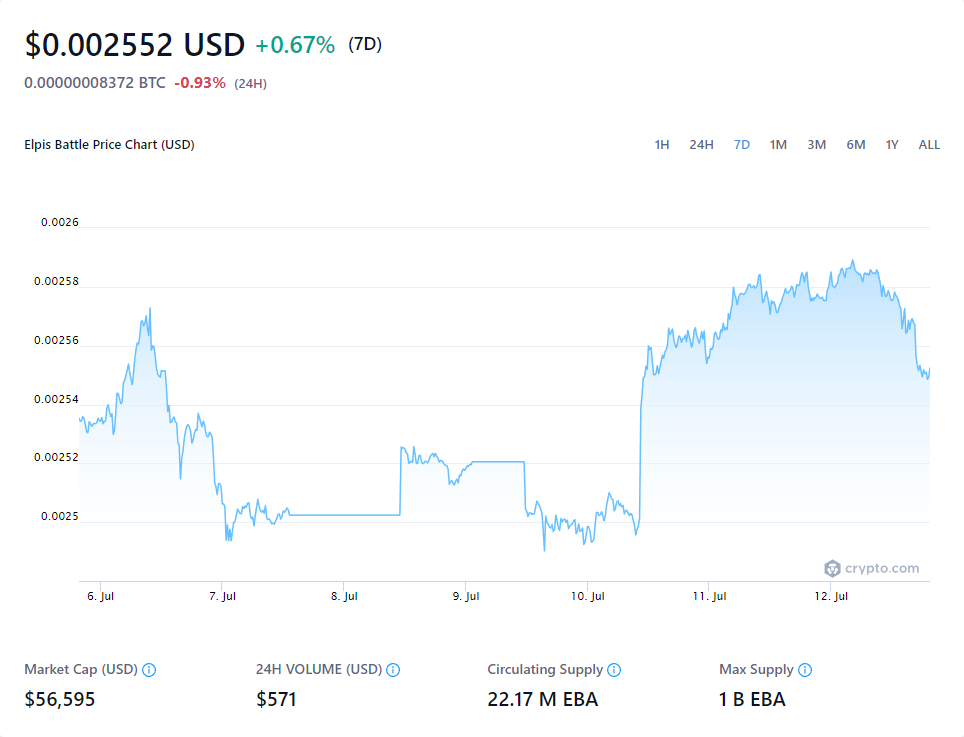 $0.002552 USD +0.67% (7D)
0.00000008372 BTC -0.93% (24H)
Elpis Battle Price Chart (USD)
1H 24H 7D 1M 3M 6M 1Y ALL
0.0026
0.00258
0.00256
0.00254
0.00252
0.0025
crypto.com
6. Jul 7. Jul 8. Jul 9. Jul 10. Jul 11. Jul 12. Jul
Market Cap (USD) 24H VOLUME (USD) Circulating Supply Max Supply
$56,595 $571 22.17 M EBA 1 B EBA